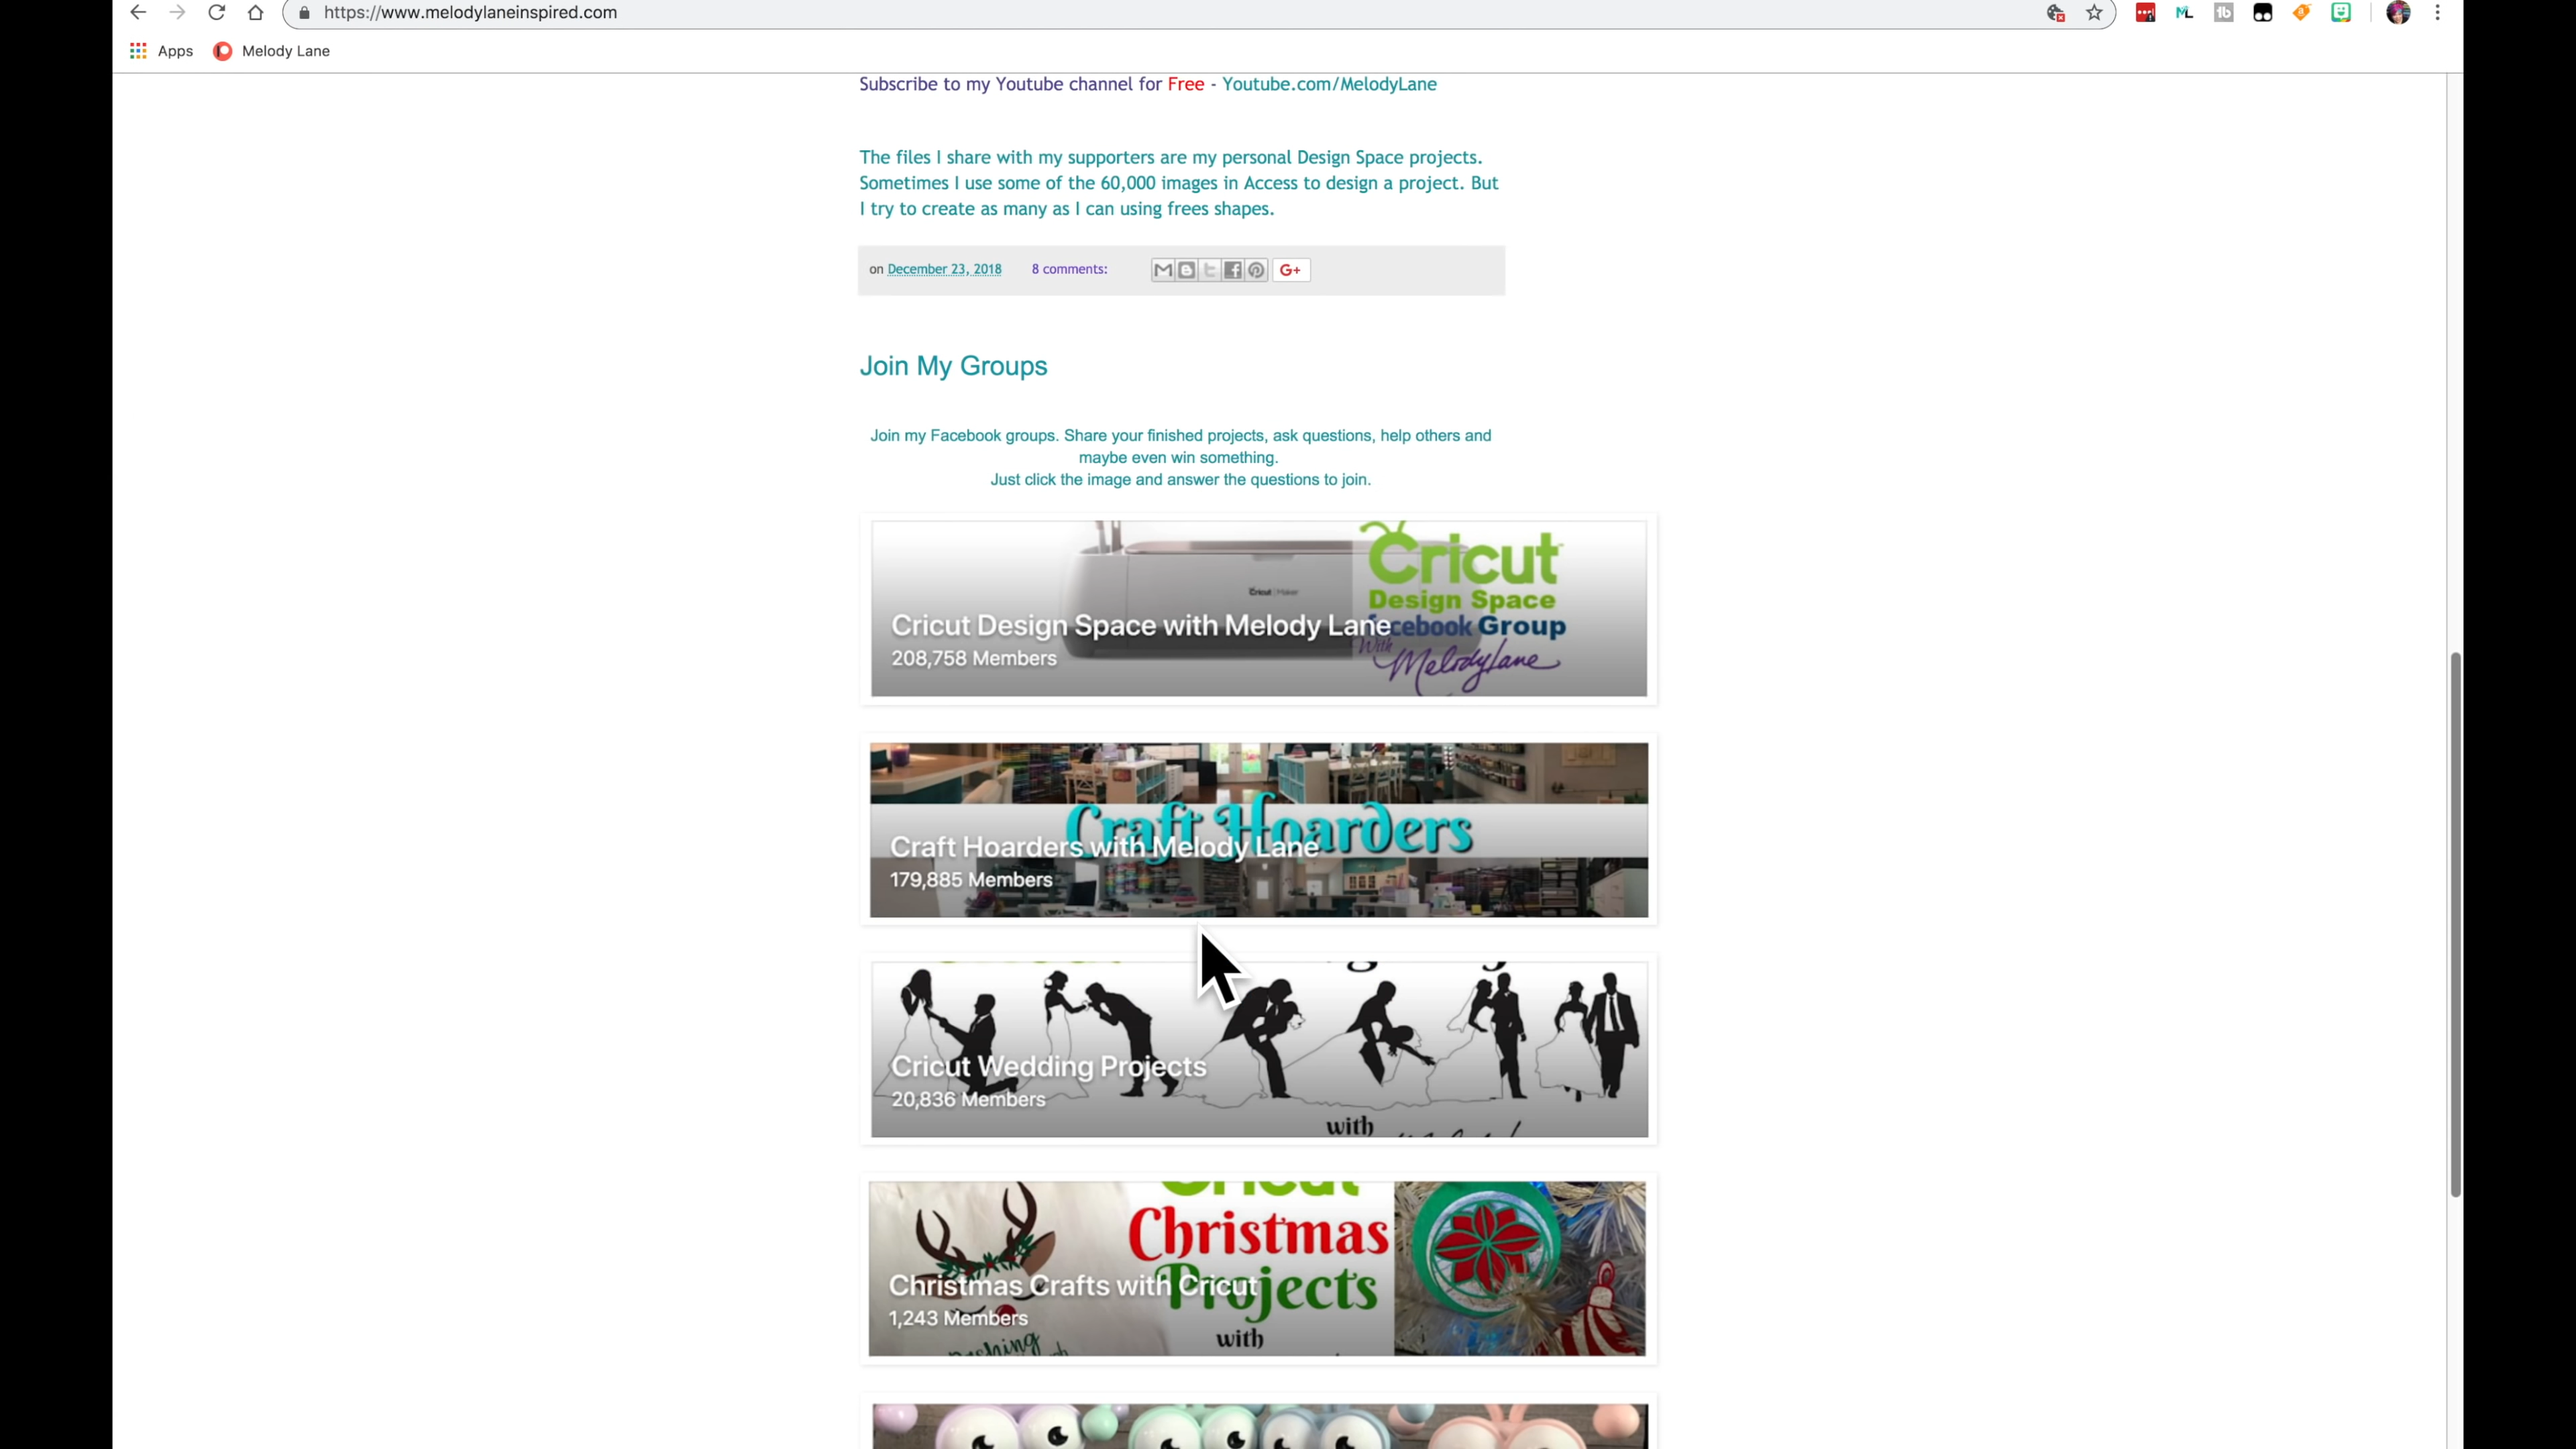 https://www.melodylaneinspired.com
Apps Melody Lane
Subscribe to my Youtube channel for Free - Youtube.com/MelodyLane
The files I share with my supporters are my personal Design Space projects.
Sometimes I use some of the 60,000 images in Access to design a project. But
I try to create as many as I can using frees shapes.
on December 23, 2018 8 comments: G+
Join My Groups
Join my Facebook groups. Share your finished projects, ask questions, help others and
maybe even win something.
Just click the image and answer the questions to join.
Cricut
Design Space
Cricut Maker
Cricut Design Space with Melody Lane
Group
208,758 Members
With
MelodyLane
Craft Hoarders
Craft Hoarders with Melody Lane
179,885 Members
Cricut Wedding Projects
20,836 Members
with
Cricut
Christmas
Projects
Christmas Crafts with Cricut
1,243 Members
with